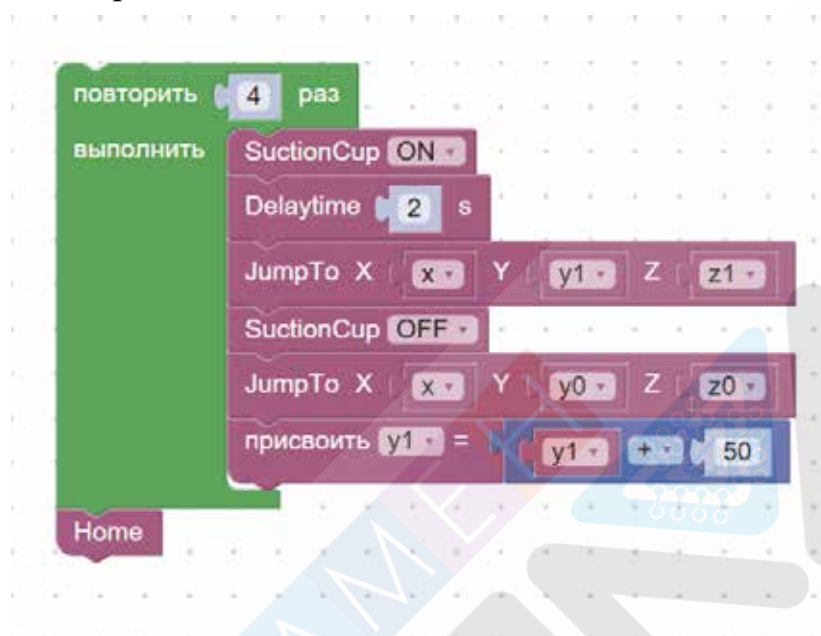 повторить 4 раз
выполнить SuctionCup ON
Delaytime 2 s
JumpTo X x Y y1 Z z1
SuctionCup OFF
JumpTo X x Y y0 Z z0
присвоить y1 = y1 + 50
Home